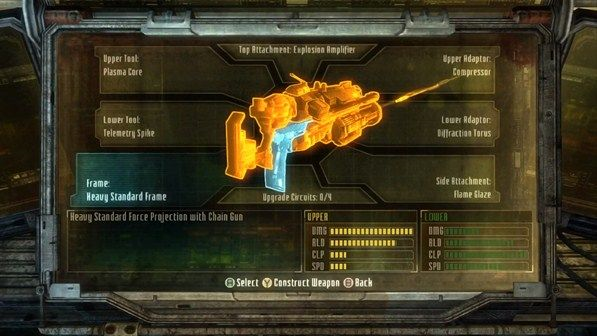 Top Attachment: Explosion Amplifier
Upper Tool:
Plasma Core
Upper Adaptor:
Compressor
Lower Tool:
Telemetry Spike
Lower Adaptor:
Diffraction Torus
Frame:
Heavy Standard Frame
Side Attachment:
Flame Glaze
Upgrade Circuits: 0/4
Heavy Standard Force Projection with Chain Gun
UPPER
DMG
RLD
CLP
SPD
LOWER
DMG
RLD
CLP
SPD
Select Y Construct Weapon B Back